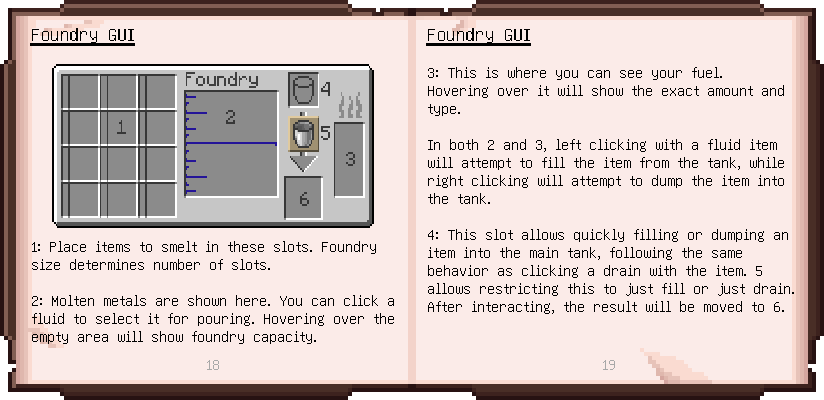 Foundry GUI
Foundry
1
2
3
4
5
6
1: Place items to smelt in these slots. Foundry
size determines number of slots.
2: Molten metals are shown here. You can click a
fluid to select it for pouring. Hovering over the
empty area will show foundry capacity.
18
Foundry GUI
3: This is where you can see your fuel.
Hovering over it will show the exact amount and
type.
In both 2 and 3, left clicking with a fluid item
will attempt to fill the item from the tank, while
right clicking will attempt to dump the item into
the tank.
4: This slot allows quickly filling or dumping an
item into the main tank, following the same
behavior as clicking a drain with the item. 5
allows restricting this to just fill or just drain.
After interacting, the result will be moved to 6.
19